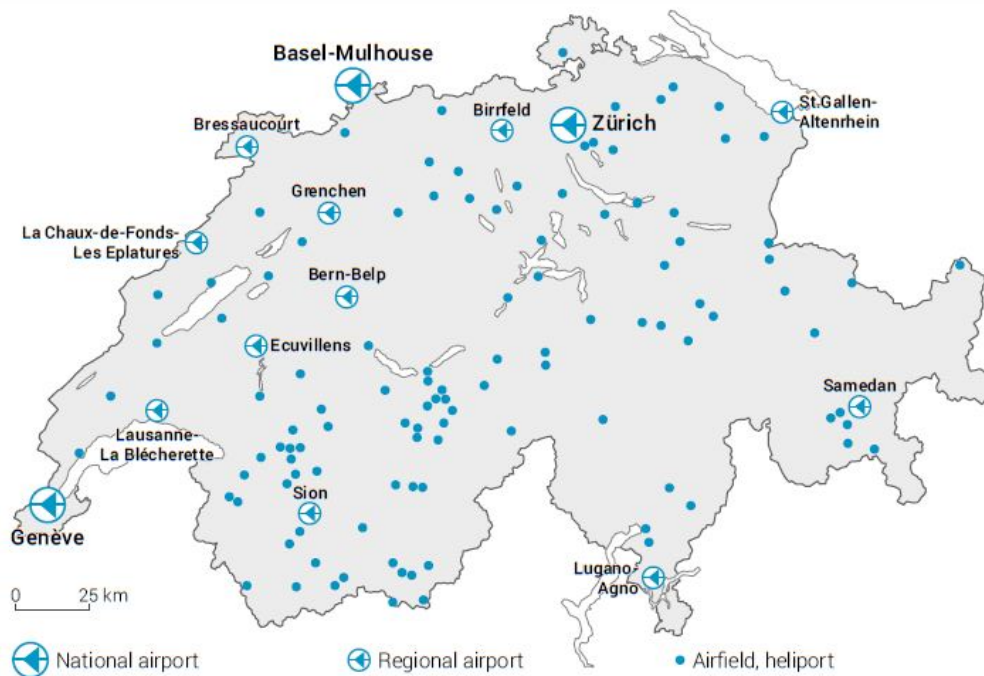 Basel-Mulhouse
Bressaucourt
Birrfeld
Zürich
St.Gallen-
Altenrhein
Grenchen
La Chaux-de-Fonds-
Les Eplatures
Bern-Belp
Ecuvillens
Samedan
Lausanne-
La Blécherette
Sion
Genève
Lugano-
Agno
0 25 km
National airport
Regional airport
Airfield, heliport